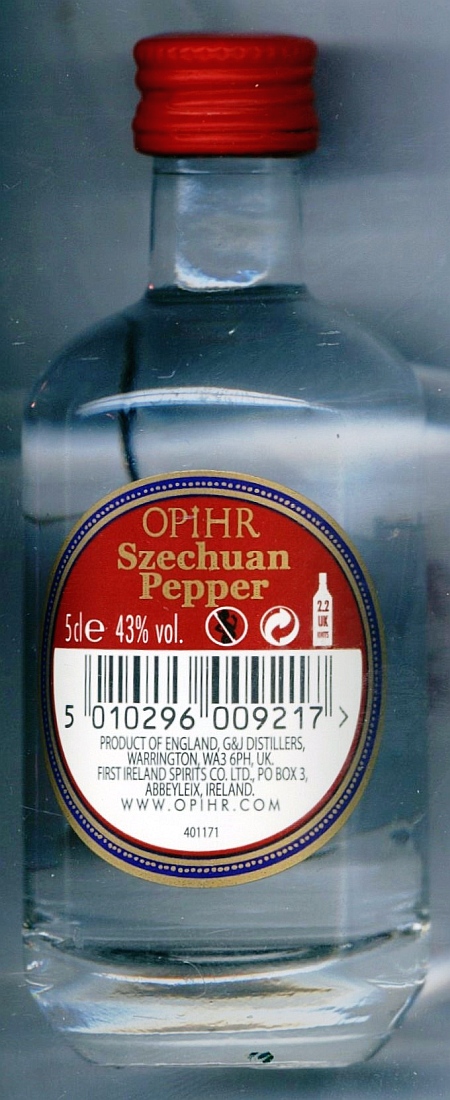 OPIHR
Szechuan
Pepper
5cl e 43% vol.
2.2
UK
UNITS
5 010296 009217 >
PRODUCT OF ENGLAND, G&J DISTILLERS,
WARRINGTON, WA3 6PH, UK.
FIRST IRELAND SPIRITS CO. LTD., PO BOX 3,
ABBEYLEIX, IRELAND.
WWW.OPIHR.COM
401171